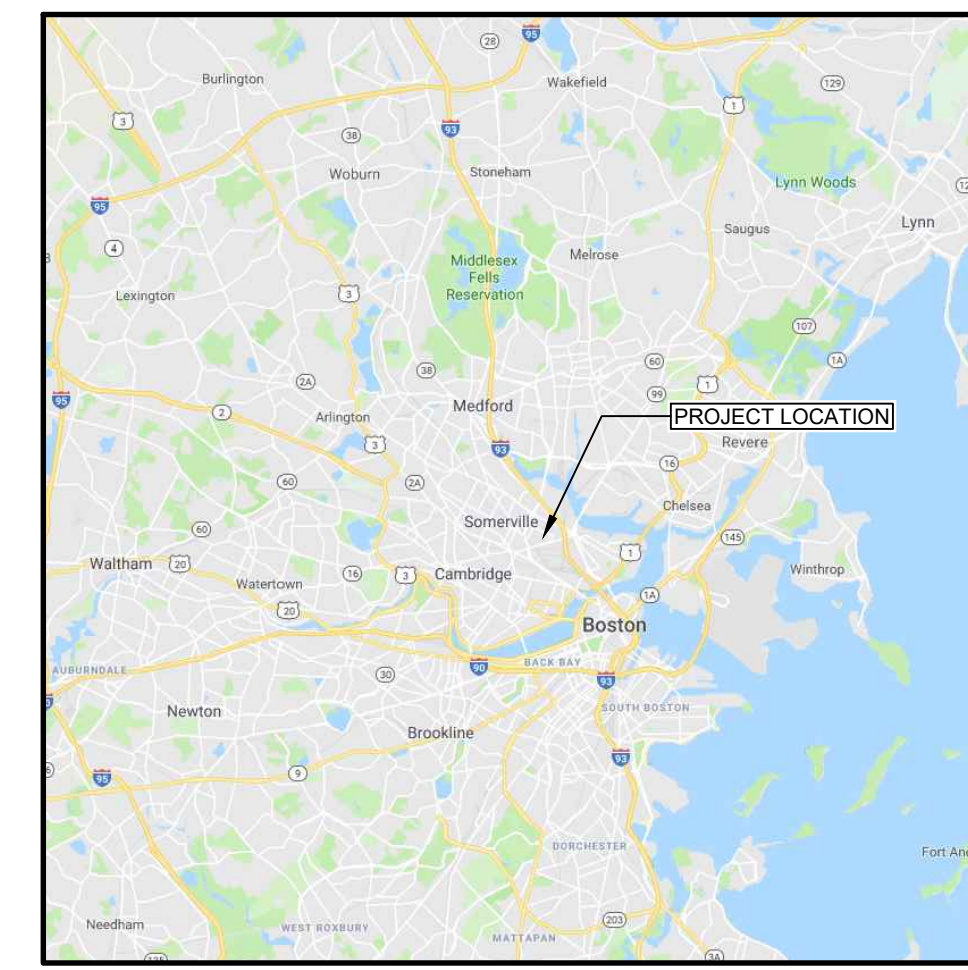 95
28
Burlington
Wakefield
129
1
3
93
38
Woburn
Stoneham
Lynn Woods
95
Saugus
Lynn
4
Melrose
Middlesex
Fells
Reservation
3
Lexington
107
1A
60
38
2A
1
99
95
2
Medford
PROJECT LOCATION
Arlington
3
93
Revere
16
60
2A
Chelsea
Somerville
60
145
1
Waltham
20
Winthrop
16
3
Cambridge
Watertown
1A
20
Boston
BACK BAY
90
AUBURNDALE
30
93
SOUTH BOSTON
Newton
Brookline
93
9
95
DORCHESTER
203
Needham
WEST ROXBURY
MATTAPAN
3A